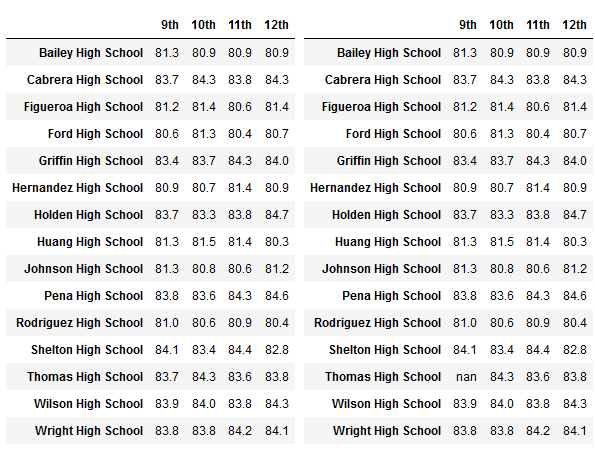 9th 10th 11th 12th 9th 10th 11th 12th
Bailey High School 81.3 80.9 80.9 80.9 Bailey High School 81.3 80.9 80.9 80.9
Cabrera High School 83.7 84.3 83.8 84.3 Cabrera High School 83.7 84.3 83.8 84.3
Figueroa High School 81.2 81.4 80.6 81.4 Figueroa High School 81.2 81.4 80.6 81.4
Ford High School 80.6 81.3 80.4 80.7 Ford High School 80.6 81.3 80.4 80.7
Griffin High School 83.4 83.7 84.3 84.0 Griffin High School 83.4 83.7 84.3 84.0
Hernandez High School 80.9 80.7 81.4 80.9 Hernandez High School 80.9 80.7 81.4 80.9
Holden High School 83.7 83.3 83.8 84.7 Holden High School 83.7 83.3 83.8 84.7
Huang High School 81.3 81.5 81.4 80.3 Huang High School 81.3 81.5 81.4 80.3
Johnson High School 81.3 80.8 80.6 81.2 Johnson High School 81.3 80.8 80.6 81.2
Pena High School 83.8 83.6 84.3 84.6 Pena High School 83.8 83.6 84.3 84.6
Rodriguez High School 81.0 80.6 80.9 80.4 Rodriguez High School 81.0 80.6 80.9 80.4
Shelton High School 84.1 83.4 84.4 82.8 Shelton High School 84.1 83.4 84.4 82.8
Thomas High School 83.7 84.3 83.6 83.8 Thomas High School nan 84.3 83.6 83.8
Wilson High School 83.9 84.0 83.8 84.3 Wilson High School 83.9 84.0 83.8 84.3
Wright High School 83.8 83.8 84.2 84.1 Wright High School 83.8 83.8 84.2 84.1